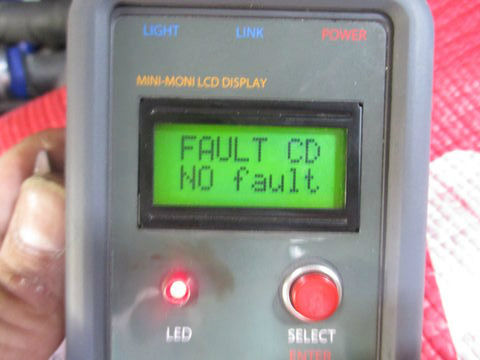 LIGHT LINK POWER
MINI-MONI LCD DISPLAY
FAULT CD
NO fault
LED SELECT
ENTER